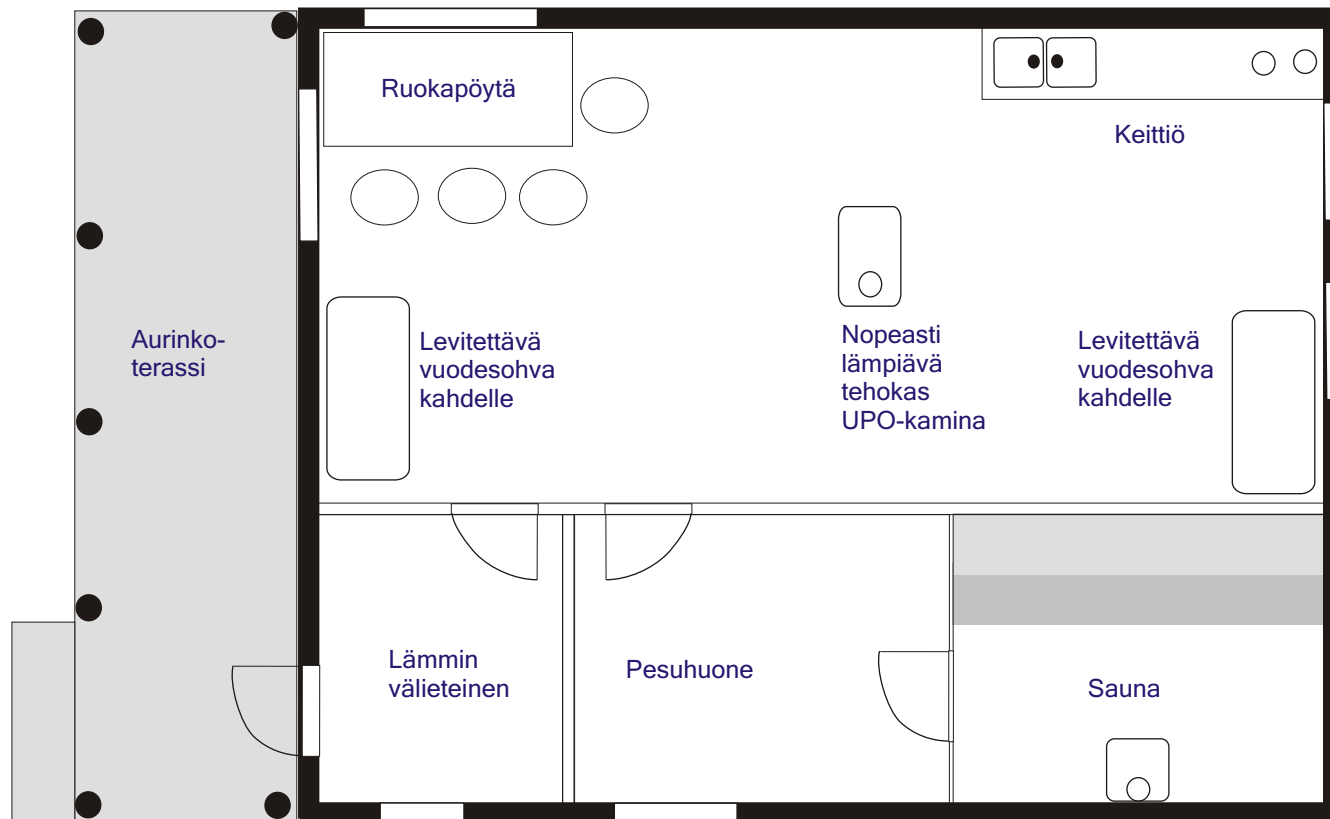 Ruokapöytä
Keittiö
Aurinko-
terassi
Levitettävä
vuodesohva
kahdelle
Nopeasti
lämpiävä
tehokas
UPO-kamina
Levitettävä
vuodesohva
kahdelle
Lämmin
välieteinen
Pesuhuone
Sauna